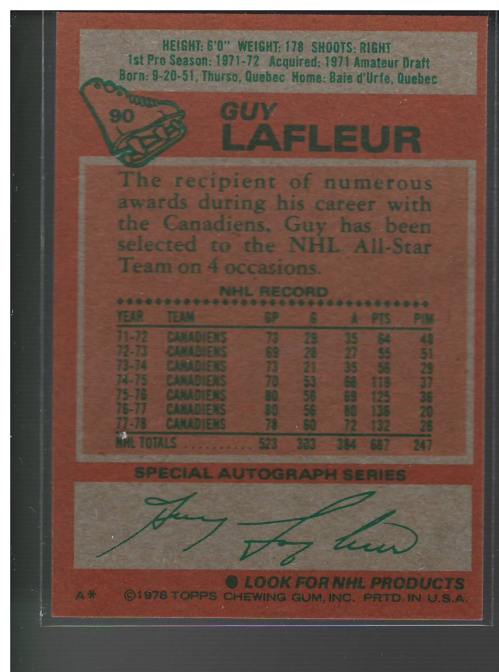 HEIGHT: 6'0" WEIGHT: 178 SHOOTS: RIGHT
1st Pro Season: 1971-72 Acquired: 1971 Amateur Draft
Born: 9-20-51, Thurso, Quebec Home: Baie d'Urfe, Quebec
90
GUY
LAFLEUR
The recipient of numerous
awards during his career with
the Canadiens, Guy has been
selected to the NHL All-Star
Team on 4 occasions.
NHL RECORD
YEAR TEAM GP G A PTS PIM
71-72 CANADIENS 73 29 35 64 48
72-73 CANADIENS 69 28 27 55 51
73-74 CANADIENS 73 21 35 56 29
74-75 CANADIENS 70 53 66 119 37
75-76 CANADIENS 80 56 69 125 36
76-77 CANADIENS 80 56 80 136 20
77-78 CANADIENS 78 60 72 132 26
NHL TOTALS .......... 523 303 384 687 247
SPECIAL AUTOGRAPH SERIES
Guy Lafleur
● LOOK FOR NHL PRODUCTS
A* ©1978 TOPPS CHEWING GUM, INC. PRTD. IN U.S.A.